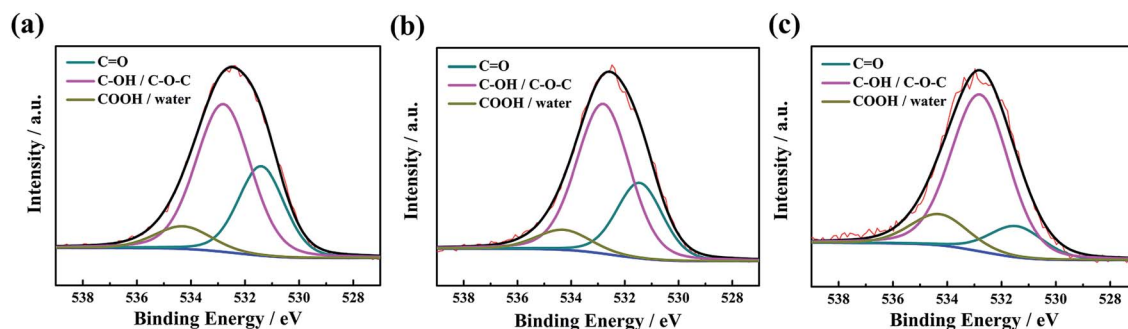 (a)
C=O
C-OH / C-O-C
COOH / water
Intensity / a.u.
538 536 534 532 530 528
Binding Energy / eV
(b)
C=O
C-OH / C-O-C
COOH / water
Intensity / a.u.
538 536 534 532 530 528
Binding Energy / eV
(c)
C=O
C-OH / C-O-C
COOH / water
Intensity / a.u.
538 536 534 532 530 528
Binding Energy / eV